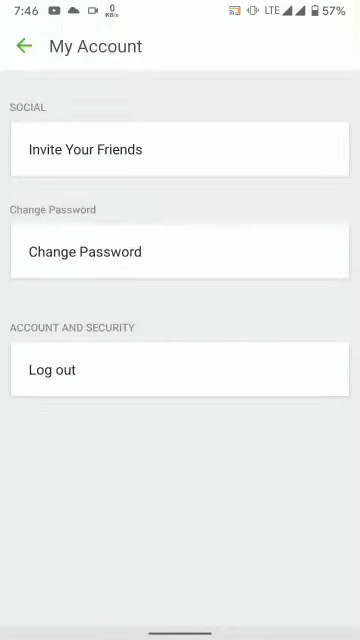 7:46 0 KB/s LTE 57%
My Account
SOCIAL
Invite Your Friends
Change Password
Change Password
ACCOUNT AND SECURITY
Log out